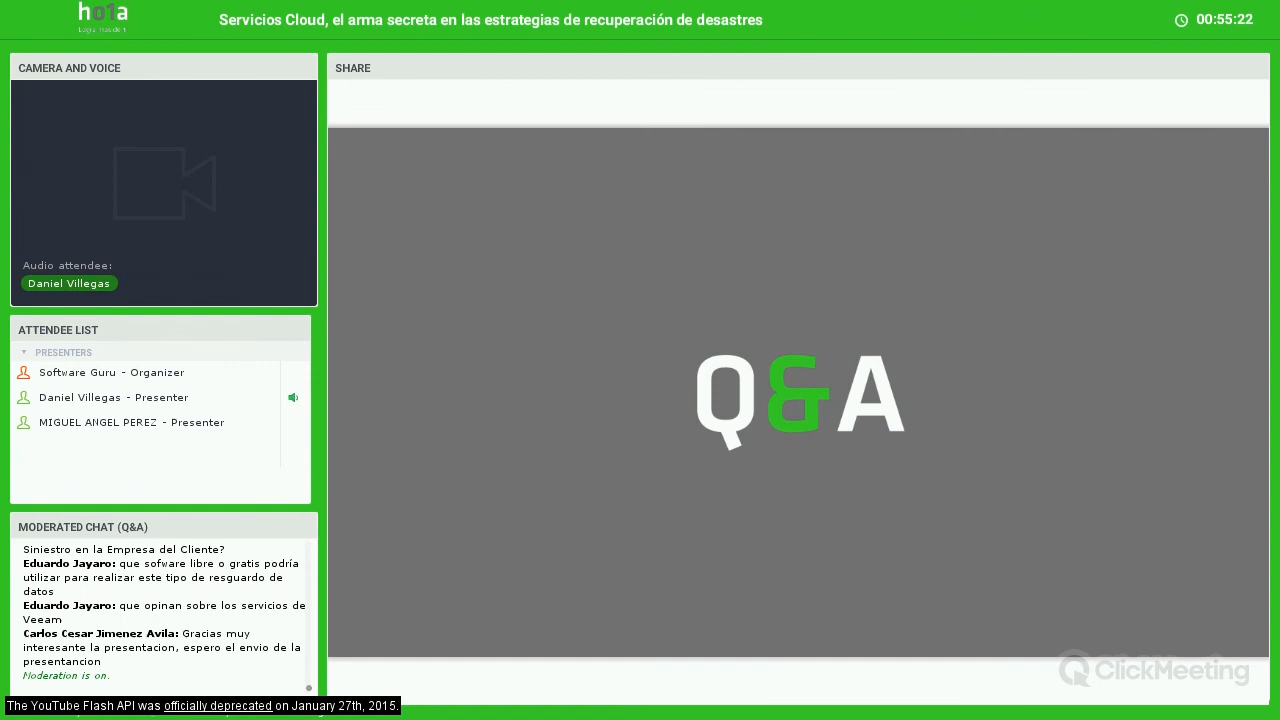 ho1a
Servicios Cloud, el arma secreta en las estrategias de recuperación de desastres
00:55:22
CAMERA AND VOICE
Audio attendee:
Daniel Villegas
ATTENDEE LIST
PRESENTERS
Software Guru - Organizer
Daniel Villegas - Presenter
MIGUEL ANGEL PEREZ - Presenter
MODERATED CHAT (Q&A)
Siniestro en la Empresa del Cliente?
Eduardo Jayaro: que sofware libre o gratis podría
utilizar para realizar este tipo de resguardo de
datos
Eduardo Jayaro: que opinan sobre los servicios de
Veeam
Carlos Cesar Jimenez Avila: Gracias muy
interesante la presentacion, espero el envio de la
presentancion
Moderation is on.
SHARE
Q&A
ClickMeeting
The YouTube Flash API was officially deprecated on January 27th, 2015.